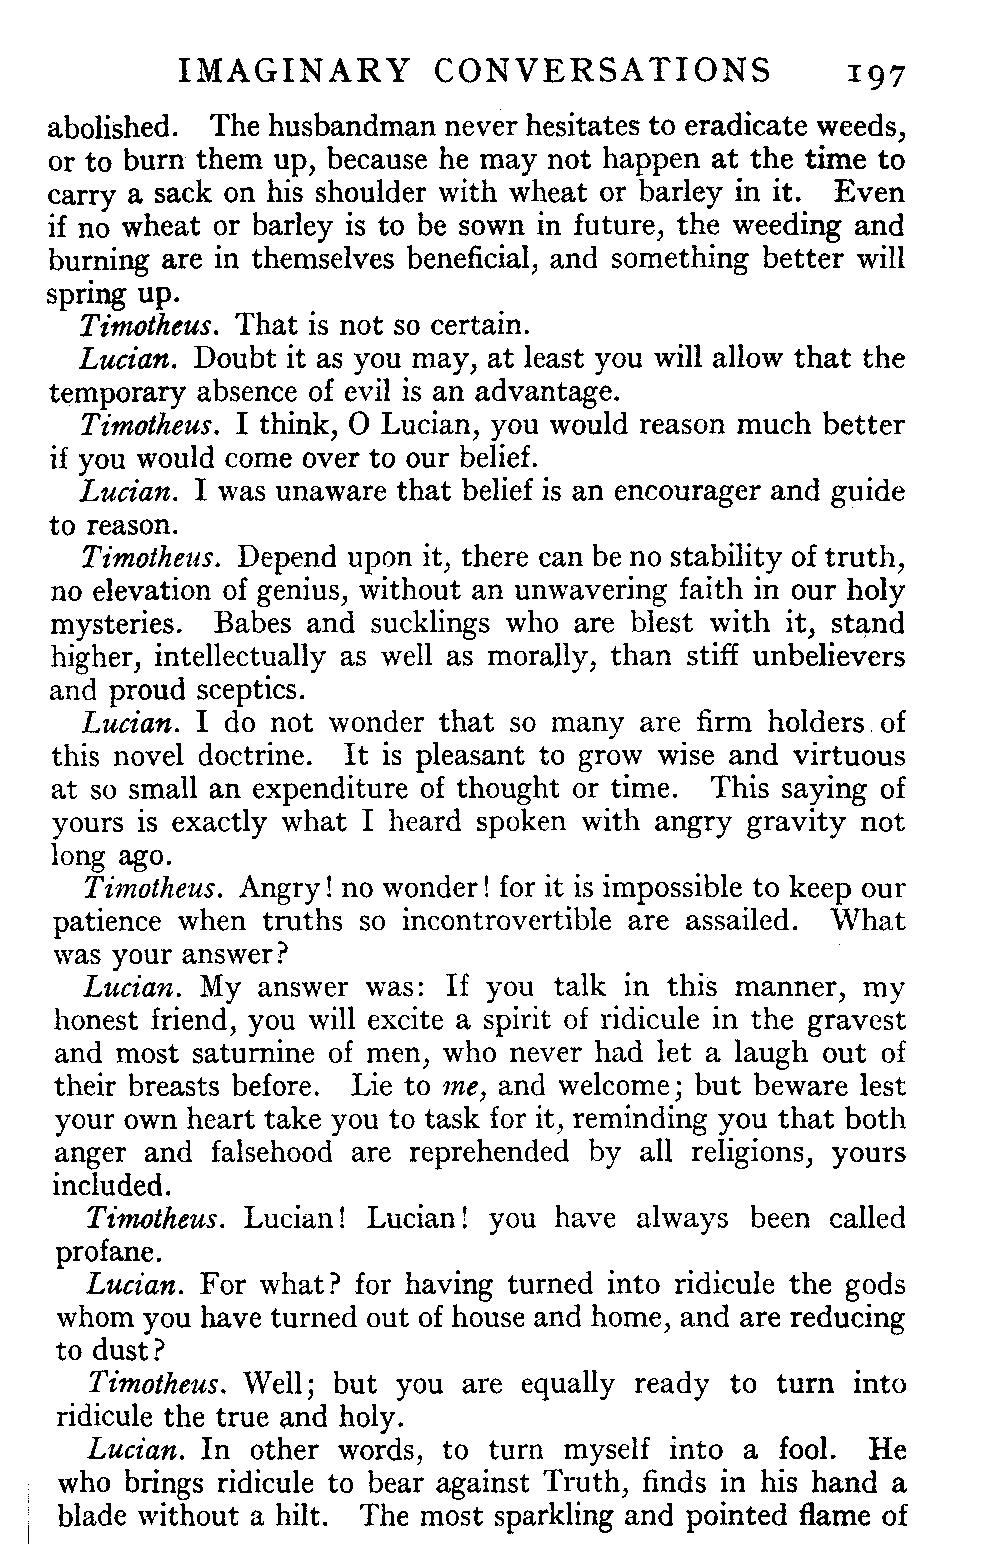 IMAGINARY CONVERSATIONS 197
abolished. The husbandman never hesitates to eradicate weeds,
or to burn them up, because he may not happen at the time to
carry a sack on his shoulder with wheat or barley in it. Even
if no wheat or barley is to be sown in future, the weeding and
burning are in themselves beneficial, and something better will
spring up.
Timotheus. That is not so certain.
Lucian. Doubt it as you may, at least you will allow that the
temporary absence of evil is an advantage.
Timotheus. I think, O Lucian, you would reason much better
if you would come over to our belief.
Lucian. I was unaware that belief is an encourager and guide
to reason.
Timotheus. Depend upon it, there can be no stability of truth,
no elevation of genius, without an unwavering faith in our holy
mysteries. Babes and sucklings who are blest with it, stand
higher, intellectually as well as morally, than stiff unbelievers
and proud sceptics.
Lucian. I do not wonder that so many are firm holders of
this novel doctrine. It is pleasant to grow wise and virtuous
at so small an expenditure of thought or time. This saying of
yours is exactly what I heard spoken with angry gravity not
long ago.
Timotheus. Angry! no wonder! for it is impossible to keep our
patience when truths so incontrovertible are assailed. What
was your answer?
Lucian. My answer was: If you talk in this manner, my
honest friend, you will excite a spirit of ridicule in the gravest
and most saturnine of men, who never had let a laugh out of
their breasts before. Lie to me, and welcome; but beware lest
your own heart take you to task for it, reminding you that both
anger and falsehood are reprehended by all religions, yours
included.
Timotheus. Lucian! Lucian! you have always been called
profane.
Lucian. For what? for having turned into ridicule the gods
whom you have turned out of house and home, and are reducing
to dust?
Timotheus. Well; but you are equally ready to turn into
ridicule the true and holy.
Lucian. In other words, to turn myself into a fool. He
who brings ridicule to bear against Truth, finds in his hand a
blade without a hilt. The most sparkling and pointed flame of